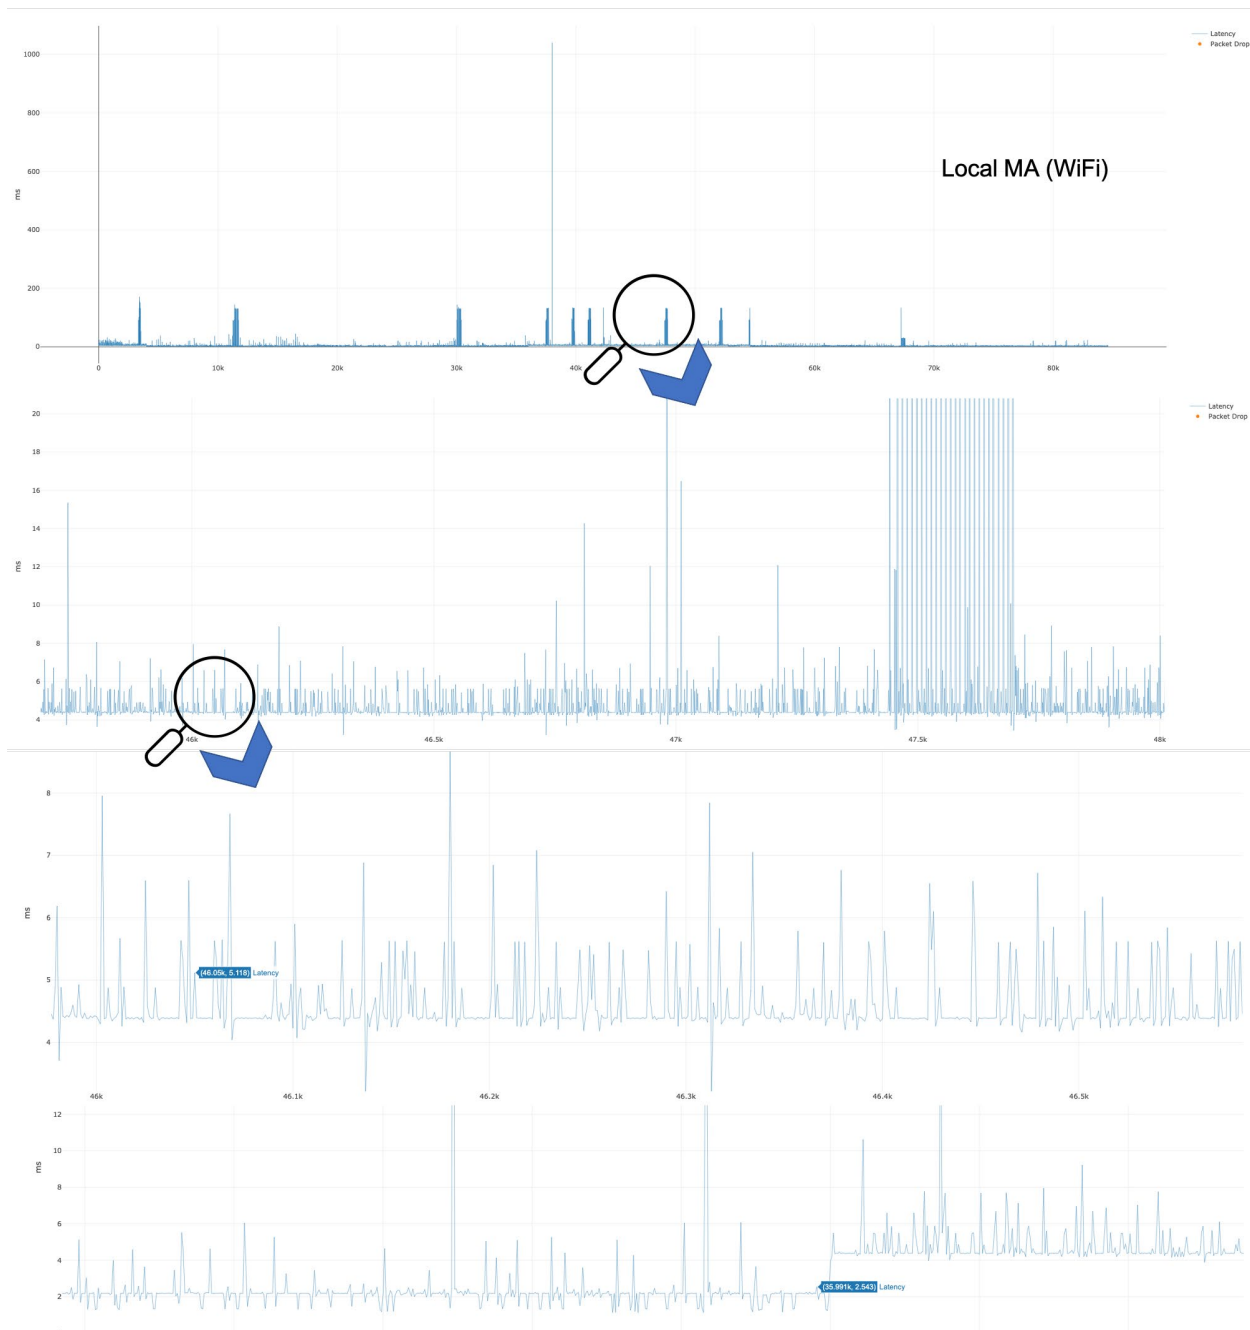 Latency
Packet Drop
1000
800
600
400
200
0
ms
Local MA (WiFi)
0 10k 20k 30k 40k 60k 70k 80k
Latency
Packet Drop
20
18
16
14
12
10
8
6
4
ms
46k 46.5k 47k 47.5k 48k
8
7
6
5
4
ms
(46.05k, 5.118) Latency
46k 46.1k 46.2k 46.3k 46.4k 46.5k
12
10
8
6
4
2
ms
(35.991k, 2.543) Latency